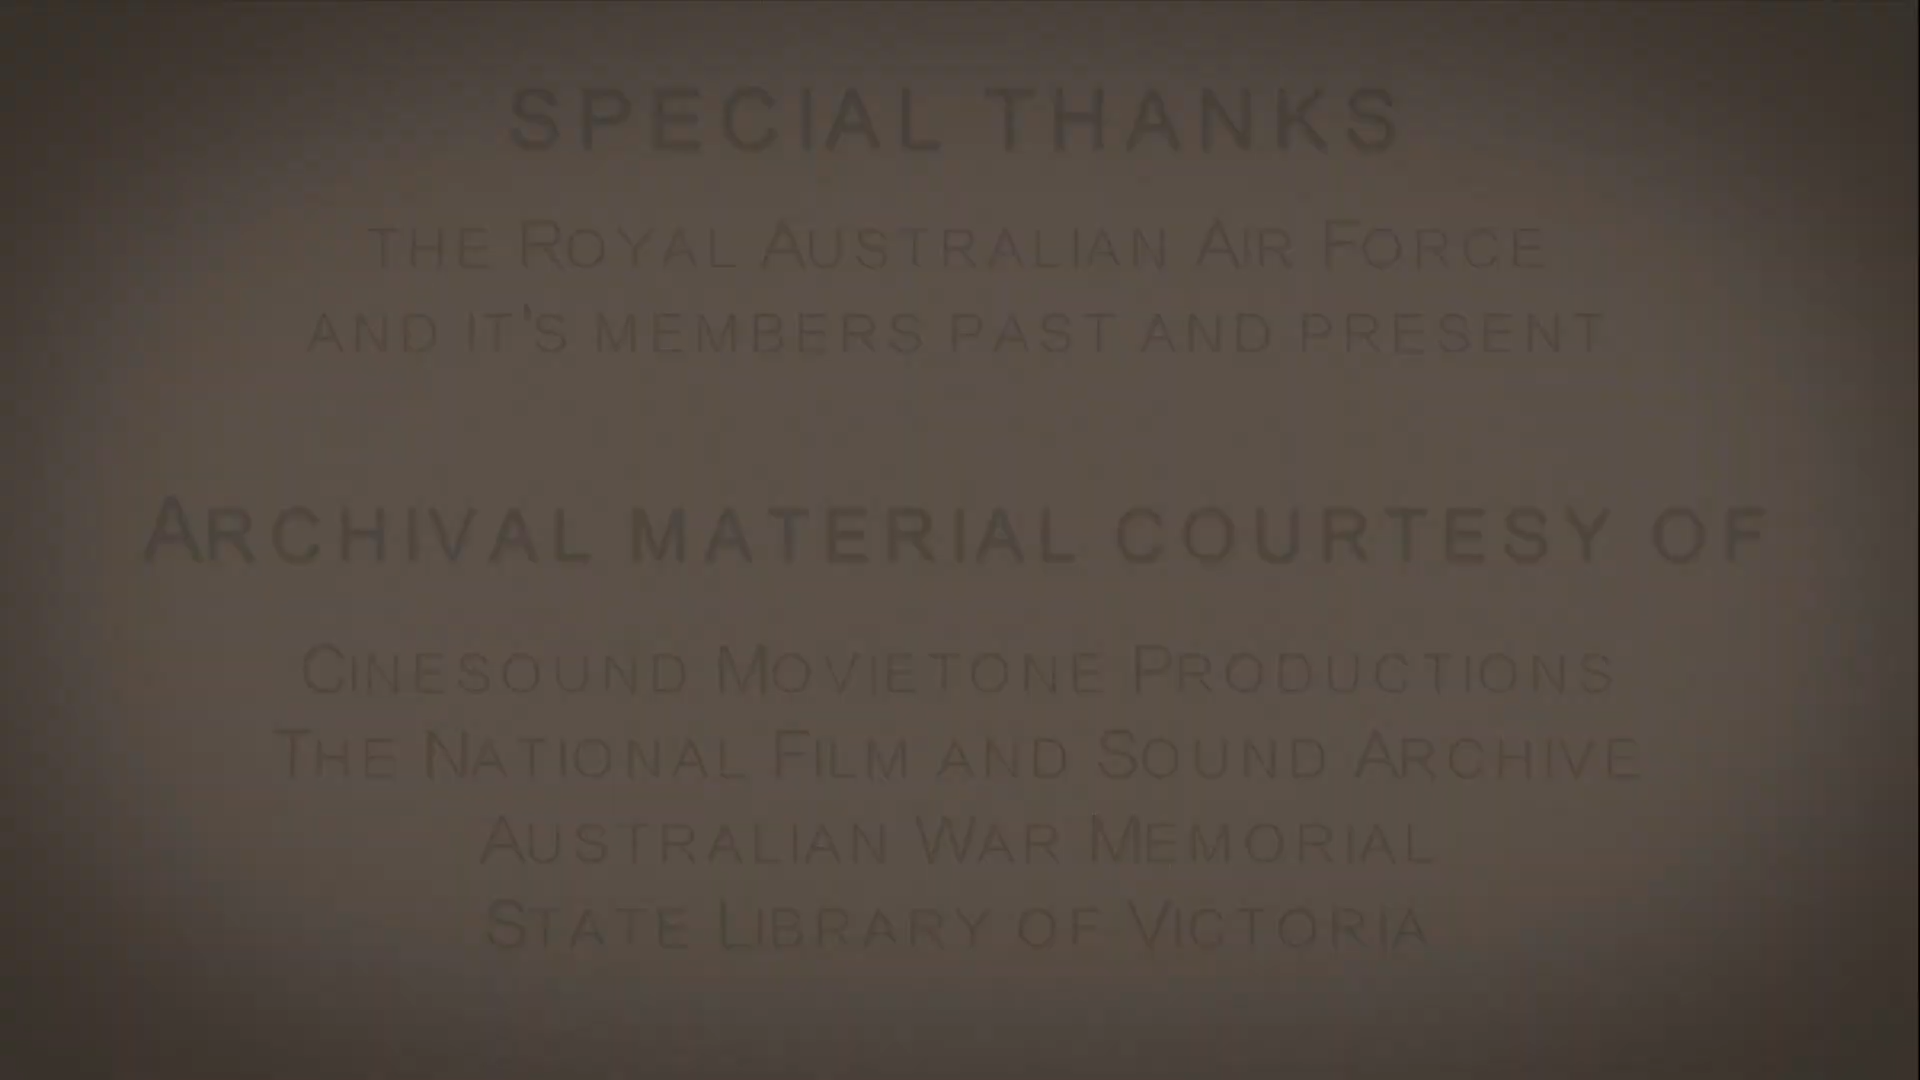 SPECIAL THANKS
THE ROYAL AUSTRALIAN AIR FORCE
AND IT'S MEMBERS PAST AND PRESENT
ARCHIVAL MATERIAL COURTESY OF
CINESOUND MOVIETONE PRODUCTIONS
THE NATIONAL FILM AND SOUND ARCHIVE
AUSTRALIAN WAR MEMORIAL
STATE LIBRARY OF VICTORIA